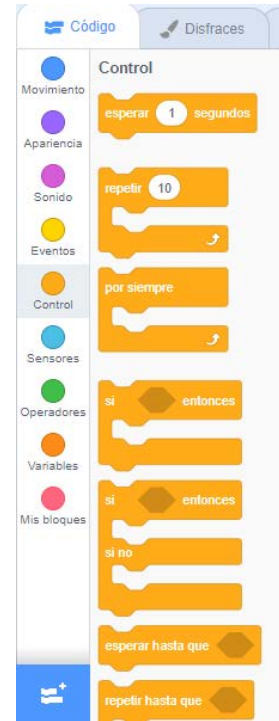 Código
Disfraces
Movimiento
Apariencia
Sonido
Eventos
Control
Sensores
Operadores
Variables
Mis bloques
Control
esperar 1 segundos
repetir 10
por siempre
si entonces
si entonces
si no
esperar hasta que
repetir hasta que